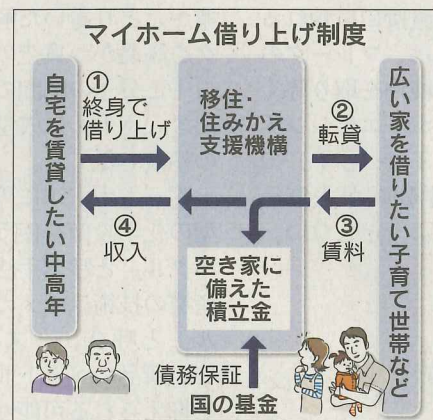 マイホーム借り上げ制度
自宅を賃貸したい中高年
①
終身で
借り上げ
移住・
住みかえ
支援機構
②
転貸
広い家を借りたい子育て世帯など
④
収入
③
賃料
空き家に
備えた
積立金
債務保証
国の基金